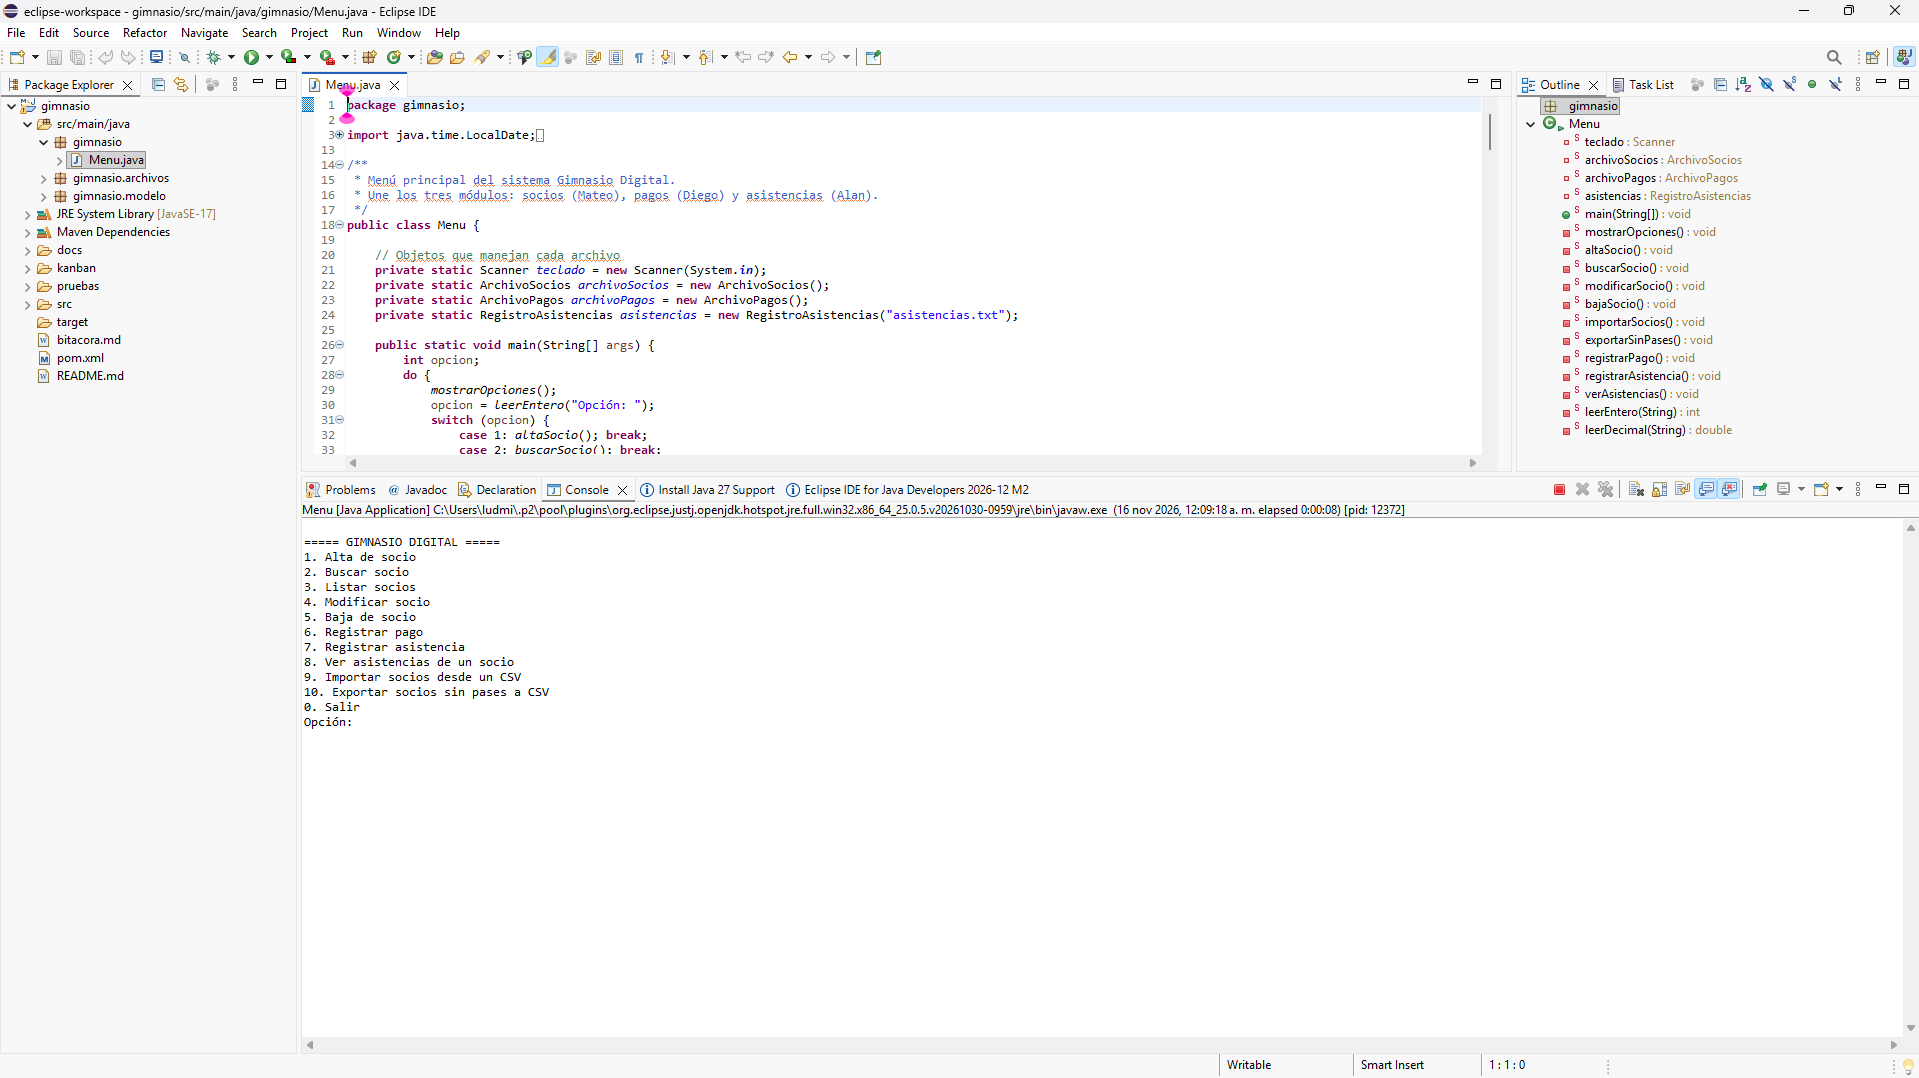 eclipse-workspace - gimnasio/src/main/java/gimnasio/Menu.java - Eclipse IDE
File Edit Source Refactor Navigate Search Project Run Window Help
Package Explorer
gimnasio
src/main/java
gimnasio
Menu.java
gimnasio.archivos
gimnasio.modelo
JRE System Library [JavaSE-17]
Maven Dependencies
docs
kanban
pruebas
src
target
bitacora.md
pom.xml
README.md
Menu.java
1 package gimnasio;
2
3 import java.time.LocalDate;
13
14 /**
15 * Menú principal del sistema Gimnasio Digital.
16 * Une los tres módulos: socios (Mateo), pagos (Diego) y asistencias (Alan).
17 */
18 public class Menu {
19
20 // Objetos que manejan cada archivo
21 private static Scanner teclado = new Scanner(System.in);
22 private static ArchivoSocios archivoSocios = new ArchivoSocios();
23 private static ArchivoPagos archivoPagos = new ArchivoPagos();
24 private static RegistroAsistencias asistencias = new RegistroAsistencias("asistencias.txt");
25
26 public static void main(String[] args) {
27 int opcion;
28 do {
29 mostrarOpciones();
30 opcion = leerEntero("Opción: ");
31 switch (opcion) {
32 case 1: altaSocio(); break;
33 case 2: buscarSocio(); break;
Outline Task List
gimnasio
Menu
teclado : Scanner
archivoSocios : ArchivoSocios
archivoPagos : ArchivoPagos
asistencias : RegistroAsistencias
main(String[]) : void
mostrarOpciones() : void
altaSocio() : void
buscarSocio() : void
modificarSocio() : void
bajaSocio() : void
importarSocios() : void
exportarSinPases() : void
registrarPago() : void
registrarAsistencia() : void
verAsistencias() : void
leerEntero(String) : int
leerDecimal(String) : double
Problems Javadoc Declaration Console Install Java 27 Support Eclipse IDE for Java Developers 2026-12 M2
Menu [Java Application] C:\Users\ludmi\.p2\pool\plugins\org.eclipse.justj.openjdk.hotspot.jre.full.win32.x86_64_25.0.5.v20261030-0959\jre\bin\javaw.exe (16 nov 2026, 12:09:18 a. m. elapsed 0:00:08) [pid: 12372]
===== GIMNASIO DIGITAL =====
1. Alta de socio
2. Buscar socio
3. Listar socios
4. Modificar socio
5. Baja de socio
6. Registrar pago
7. Registrar asistencia
8. Ver asistencias de un socio
9. Importar socios desde un CSV
10. Exportar socios sin pases a CSV
0. Salir
Opción:
Writable Smart Insert 1 : 1 : 0